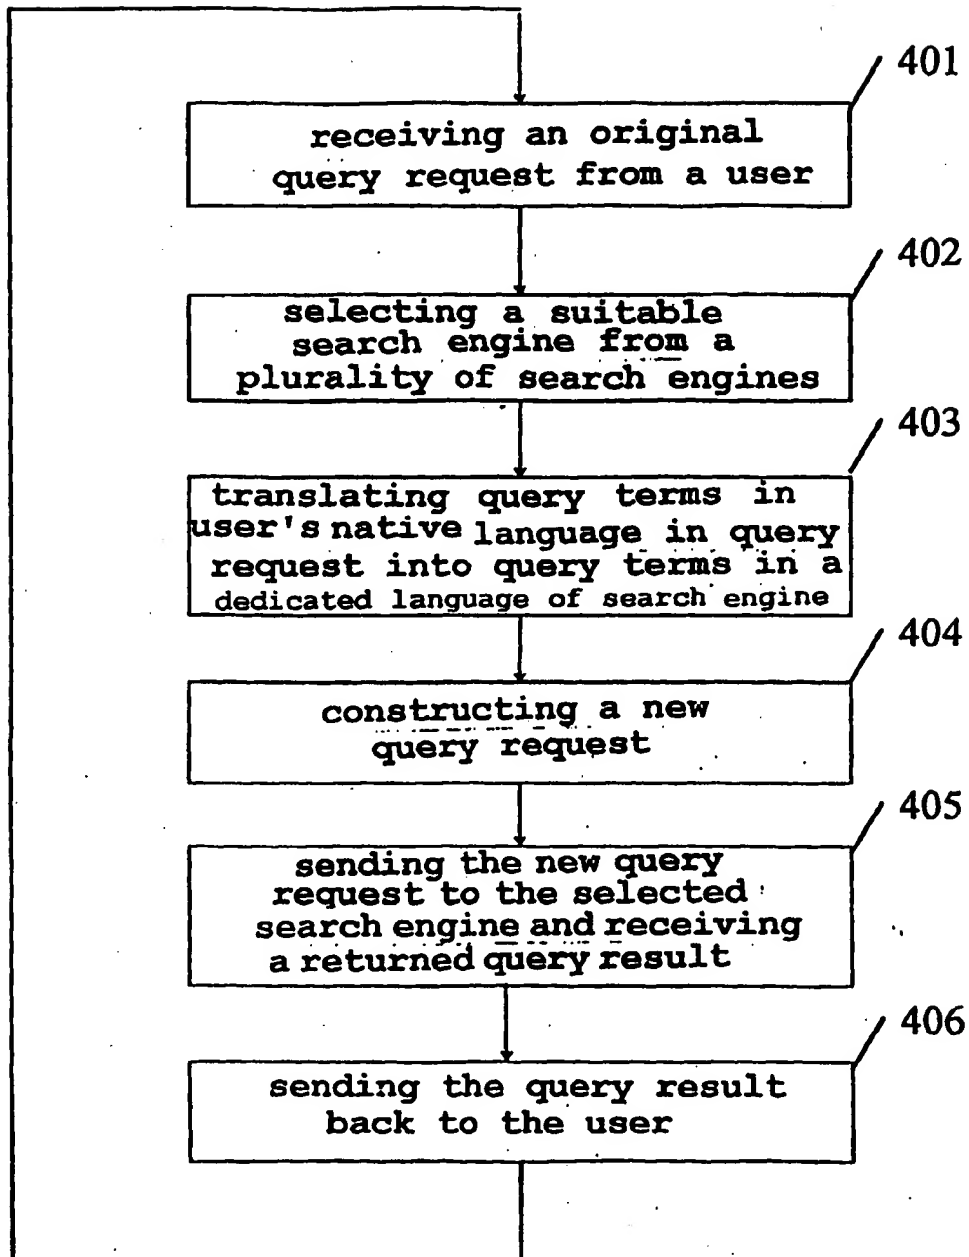 401
receiving an original
query request from a user
402
selecting a suitable
search engine from a
plurality of search engines
403
translating query terms in
user's native language in query
request into query terms in a
dedicated language of search engine
404
constructing a new
query request
405
sending the new query
request to the selected
search engine and receiving
a returned query result
406
sending the query result
back to the user